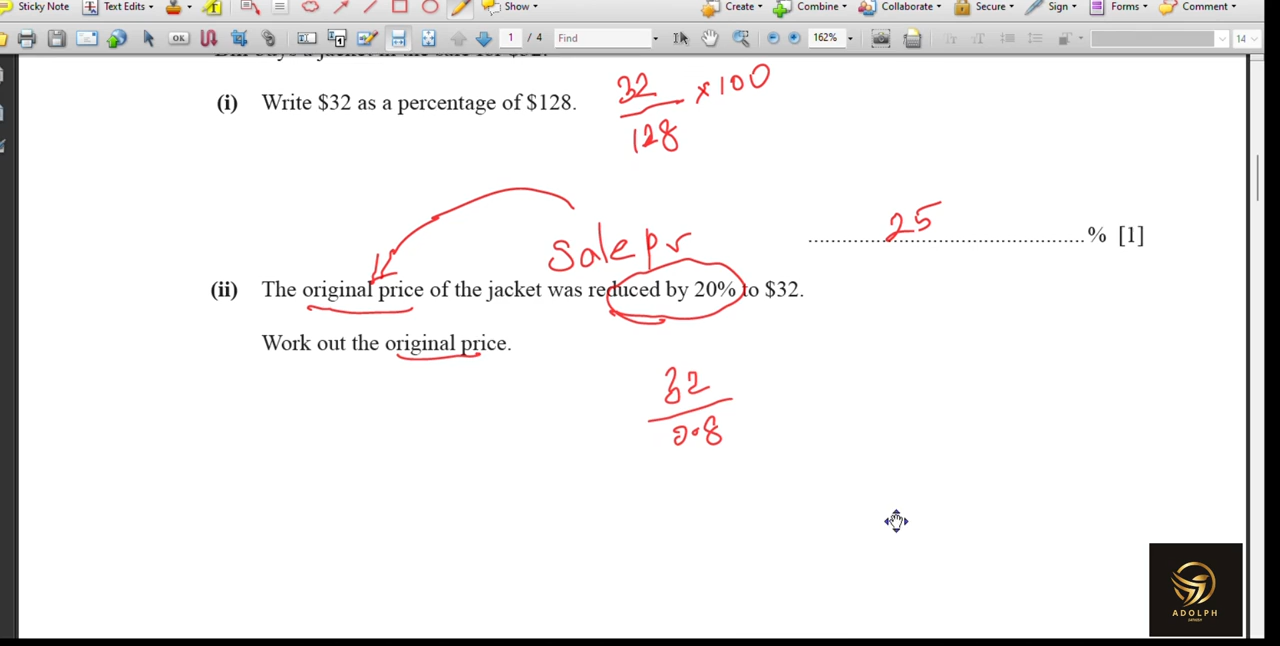 Sticky Note Text Edits T Show Create Combine Collaborate Secure Sign Forms Comment
OK 1 / 4 Find 162% Tr T 14
(i) Write $32 as a percentage of $128.
32
128
× 100
25
% [1]
sale pr
(ii) The original price of the jacket was reduced by 20% to $32.
Work out the original price.
32
0.8
ADOLPH